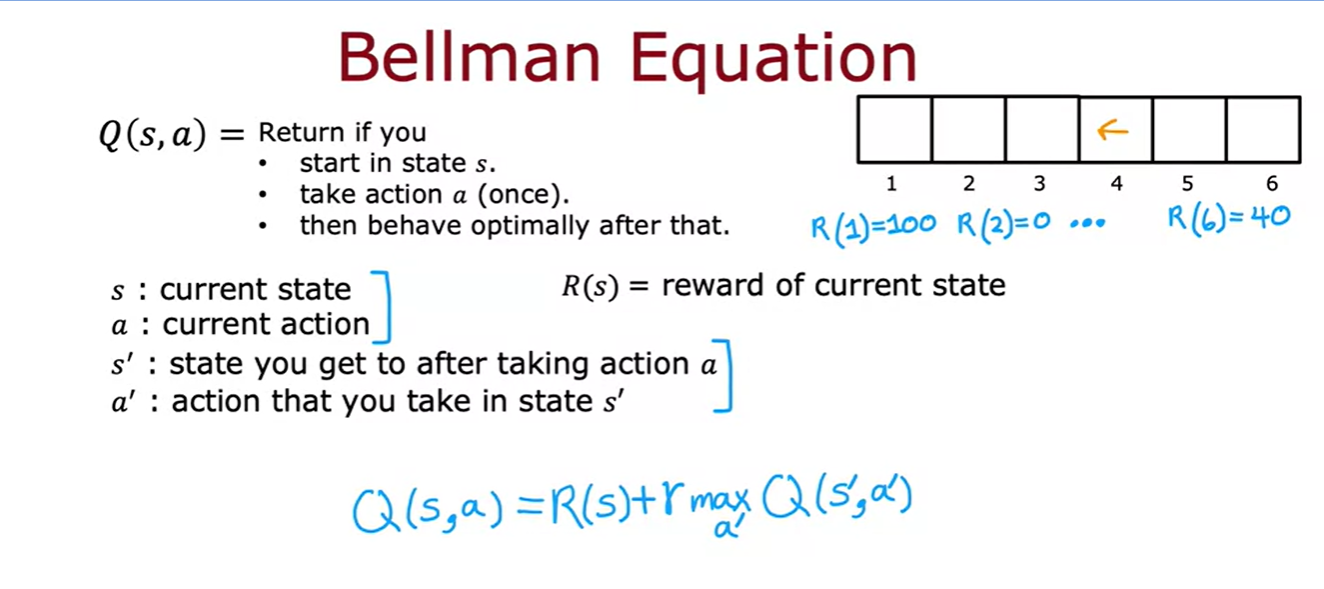 Bellman Equation
Q(s, a) = Return if you
• start in state s.
• take action a (once).
• then behave optimally after that.
←
1 2 3 4 5 6
R(1)=100 R(2)=0 ... R(6)=40
s : current state
R(s) = reward of current state
a : current action
s′ : state you get to after taking action a
a′ : action that you take in state s′
Q(s,a) = R(s)+γ max Q(s′,a′)
a′